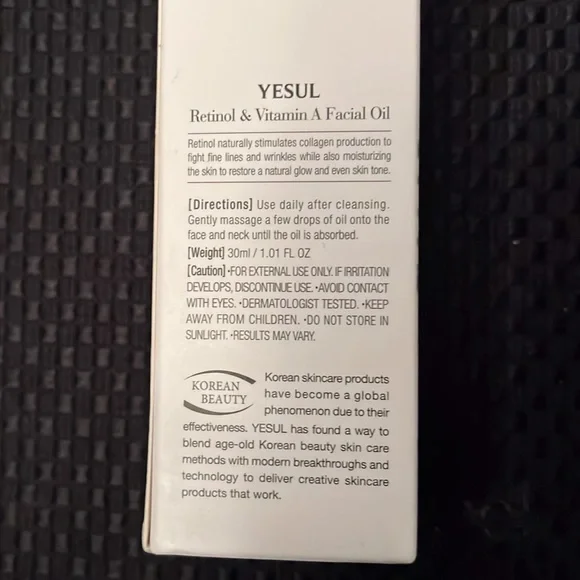 YESUL
Retinol & Vitamin A Facial Oil
Retinol naturally stimulates collagen production to
fight fine lines and wrinkles while also moisturizing
the skin to restore a natural glow and even skin tone.
[Directions] Use daily after cleansing.
Gently massage a few drops of oil onto the
face and neck until the oil is absorbed.
[Weight] 30ml / 1.01 FL OZ
[Caution] •FOR EXTERNAL USE ONLY. IF IRRITATION
DEVELOPS, DISCONTINUE USE. •AVOID CONTACT
WITH EYES. •DERMATOLOGIST TESTED. •KEEP
AWAY FROM CHILDREN. •DO NOT STORE IN
SUNLIGHT. •RESULTS MAY VARY.
KOREAN
BEAUTY
Korean skincare products
have become a global
phenomenon due to their
effectiveness. YESUL has found a way to
blend age-old Korean beauty skin care
methods with modern breakthroughs and
technology to deliver creative skincare
products that work.